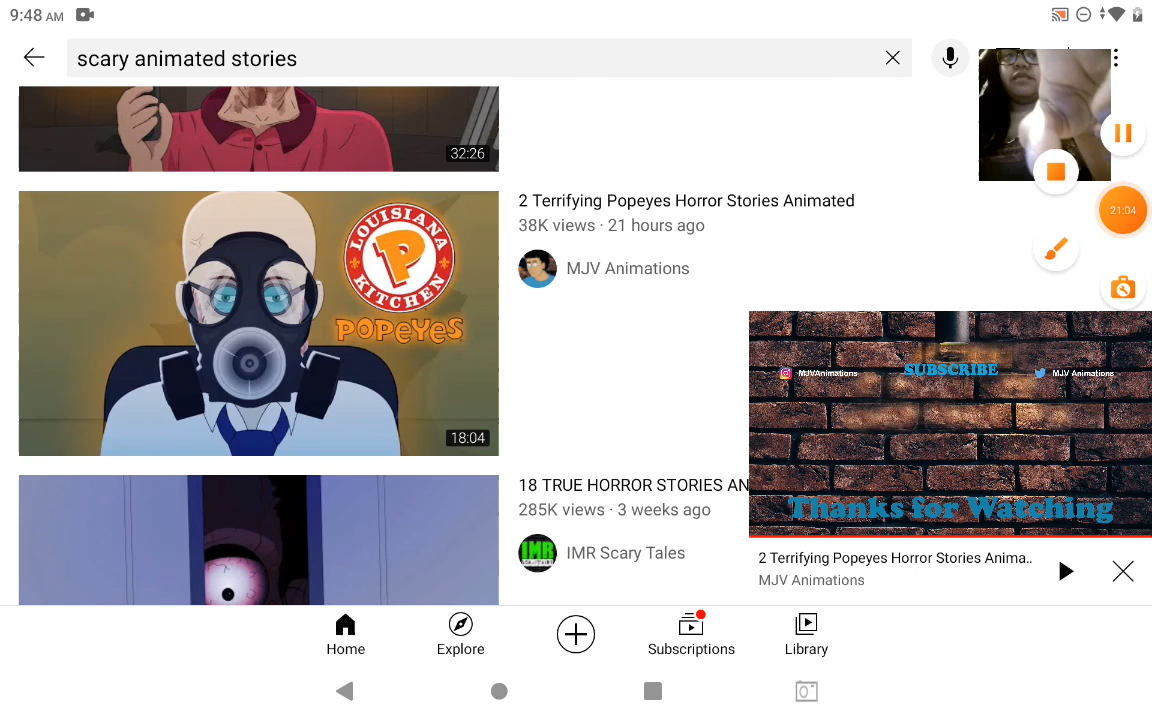 9:48 AM
scary animated stories
32:26
21:04
LOUISIANA
P
KITCHEN
POPEYES
18:04
2 Terrifying Popeyes Horror Stories Animated
38K views · 21 hours ago
MJV Animations
MJVAnimations
SUBSCRIBE
MJV Animations
Thanks for Watching
18 TRUE HORROR STORIES AN
285K views · 3 weeks ago
IMR
IMR Scary Tales
2 Terrifying Popeyes Horror Stories Anima..
MJV Animations
Home
Explore
Subscriptions
Library